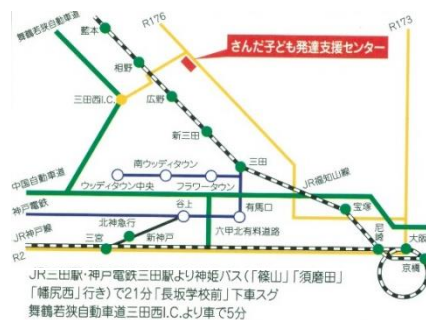 舞鶴若狭自動車道
藍本
R176
R173
さんだ子ども発達支援センター
相野
三田西I.C.
広野
新三田
三田
南ウッディタウン
JR福知山線
中国自動車道
ウッディタウン中央
フラワータウン
宝塚
神戸電鉄
谷上
有馬口
北神急行
尼崎
JR神戸線
新神戸
六甲北有料道路
大阪
R2
三宮
京橋
JR三田駅・神戸電鉄三田駅より神姫バス(「篠山」「須磨田」
「幡尻西」行き)で21分「長坂学校前」下車スグ
舞鶴若狭自動車道三田西I.C.より車で5分